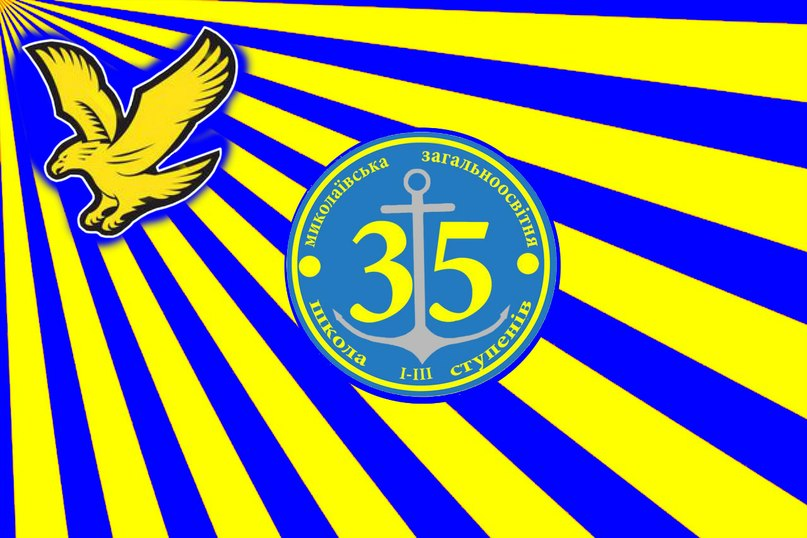 миколаївська загальноосвітня
35
школа I-III ступенів